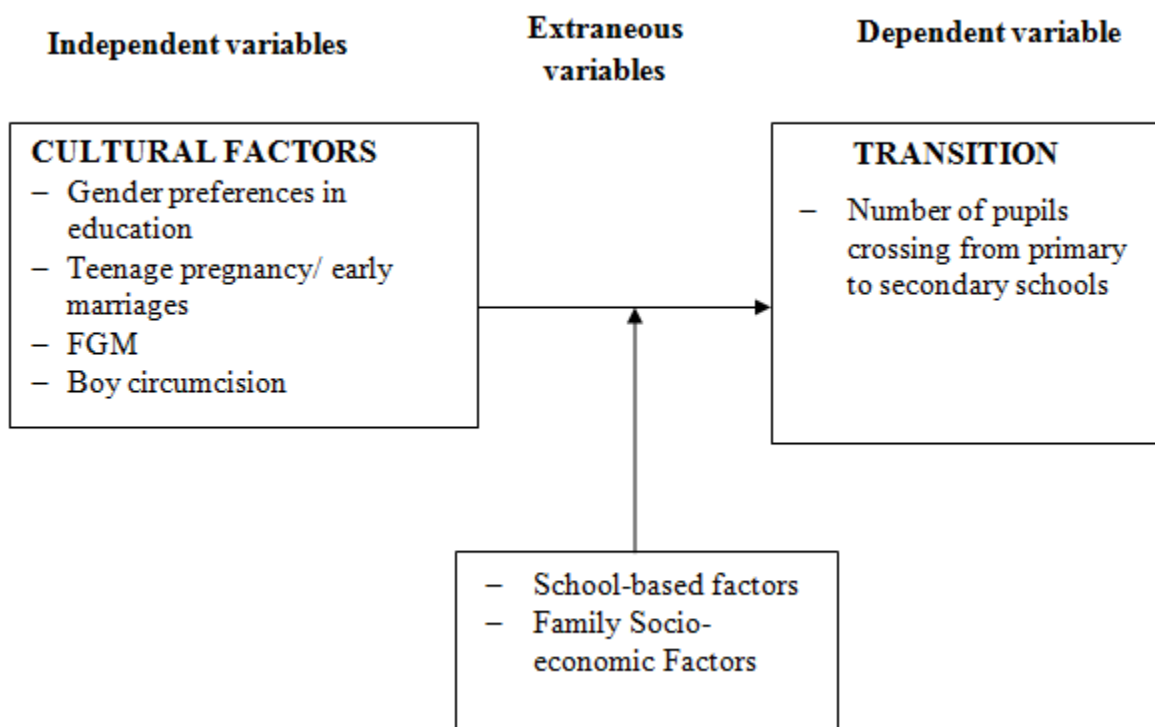 Independent variables
Extraneous
variables
Dependent variable
CULTURAL FACTORS
– Gender preferences in
education
– Teenage pregnancy/ early
marriages
– FGM
– Boy circumcision
TRANSITION
– Number of pupils
crossing from primary
to secondary schools
– School-based factors
– Family Socio-
economic Factors